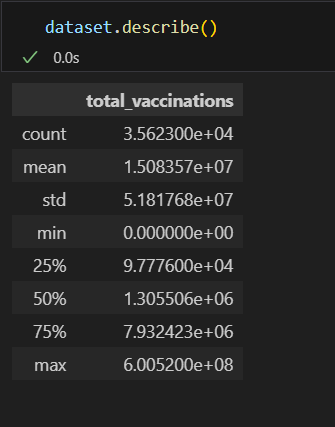 dataset.describe()
0.0s
total_vaccinations
count 3.562300e+04
mean 1.508357e+07
std 5.181768e+07
min 0.000000e+00
25% 9.777600e+04
50% 1.305506e+06
75% 7.932423e+06
max 6.005200e+08